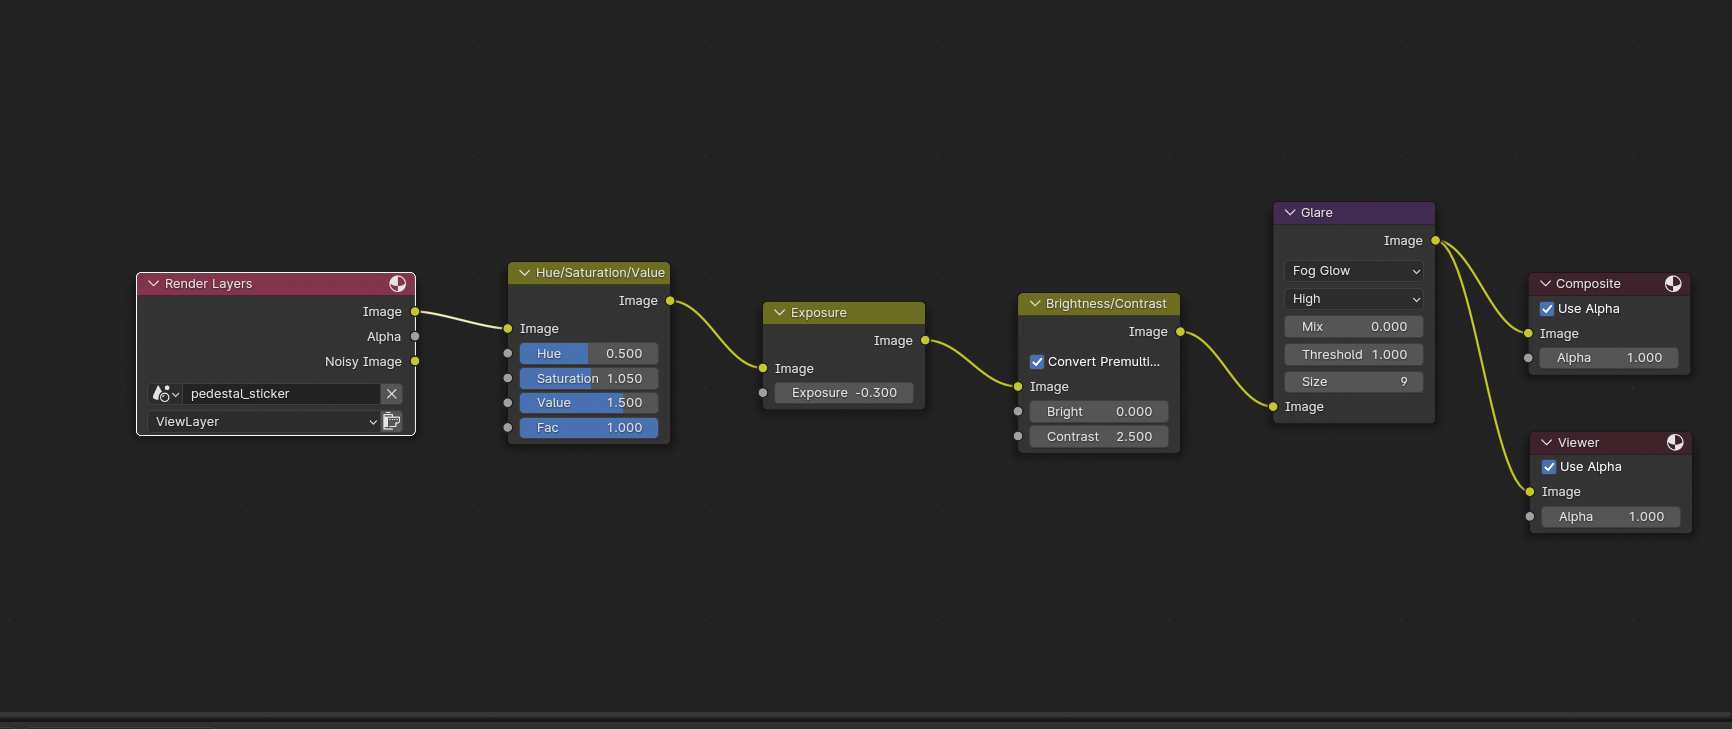 Render Layers
Image
Alpha
Noisy Image
pedestal_sticker
ViewLayer
Hue/Saturation/Value
Image
Image
Hue 0.500
Saturation 1.050
Value 1.500
Fac 1.000
Exposure
Image
Image
Exposure -0.300
Brightness/Contrast
Image
Convert Premulti...
Image
Bright 0.000
Contrast 2.500
Glare
Image
Fog Glow
High
Mix 0.000
Threshold 1.000
Size 9
Image
Composite
Use Alpha
Image
Alpha 1.000
Viewer
Use Alpha
Image
Alpha 1.000